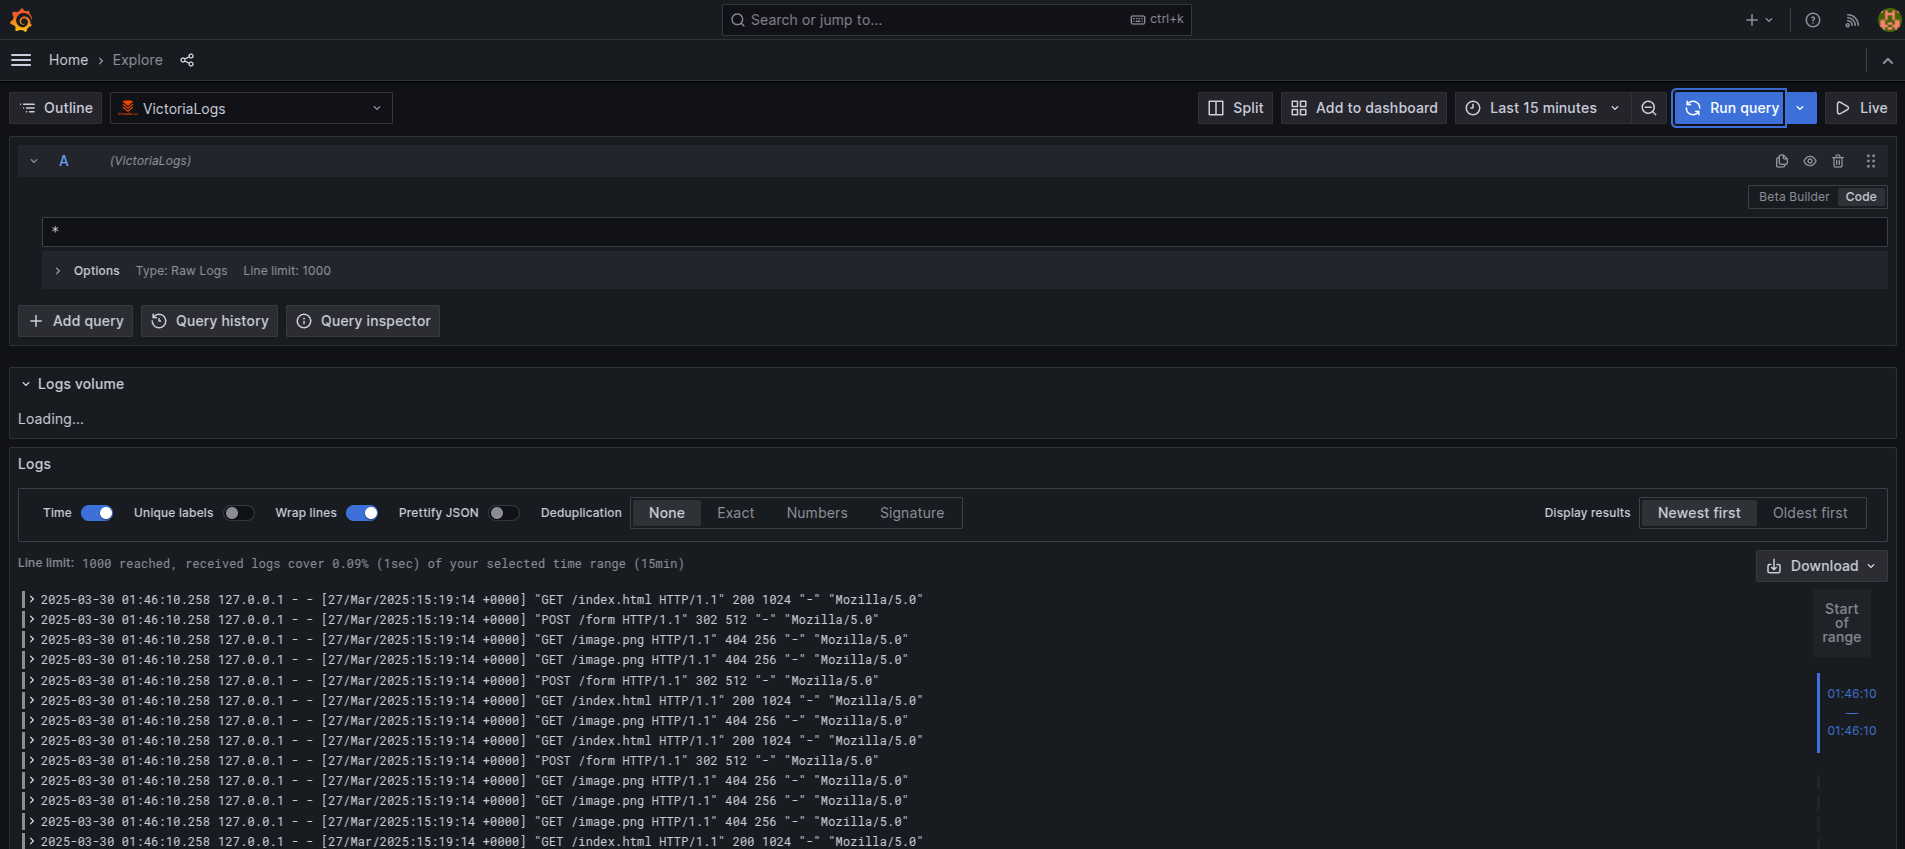 Search or jump to... ctrl+k
Home › Explore
Outline VictoriaLogs Split Add to dashboard Last 15 minutes Run query Live
A (VictoriaLogs)
Beta Builder Code
*
Options Type: Raw Logs Line limit: 1000
+ Add query Query history Query inspector
Logs volume
Loading...
Logs
Time Unique labels Wrap lines Prettify JSON Deduplication None Exact Numbers Signature Display results Newest first Oldest first
Line limit: 1000 reached, received logs cover 0.09% (1sec) of your selected time range (15min)
Download
2025-03-30 01:46:10.258 127.0.0.1 - - [27/Mar/2025:15:19:14 +0000] "GET /index.html HTTP/1.1" 200 1024 "-" "Mozilla/5.0"
2025-03-30 01:46:10.258 127.0.0.1 - - [27/Mar/2025:15:19:14 +0000] "POST /form HTTP/1.1" 302 512 "-" "Mozilla/5.0"
2025-03-30 01:46:10.258 127.0.0.1 - - [27/Mar/2025:15:19:14 +0000] "GET /image.png HTTP/1.1" 404 256 "-" "Mozilla/5.0"
2025-03-30 01:46:10.258 127.0.0.1 - - [27/Mar/2025:15:19:14 +0000] "GET /image.png HTTP/1.1" 404 256 "-" "Mozilla/5.0"
2025-03-30 01:46:10.258 127.0.0.1 - - [27/Mar/2025:15:19:14 +0000] "POST /form HTTP/1.1" 302 512 "-" "Mozilla/5.0"
2025-03-30 01:46:10.258 127.0.0.1 - - [27/Mar/2025:15:19:14 +0000] "GET /index.html HTTP/1.1" 200 1024 "-" "Mozilla/5.0"
2025-03-30 01:46:10.258 127.0.0.1 - - [27/Mar/2025:15:19:14 +0000] "GET /image.png HTTP/1.1" 404 256 "-" "Mozilla/5.0"
2025-03-30 01:46:10.258 127.0.0.1 - - [27/Mar/2025:15:19:14 +0000] "GET /index.html HTTP/1.1" 200 1024 "-" "Mozilla/5.0"
2025-03-30 01:46:10.258 127.0.0.1 - - [27/Mar/2025:15:19:14 +0000] "POST /form HTTP/1.1" 302 512 "-" "Mozilla/5.0"
2025-03-30 01:46:10.258 127.0.0.1 - - [27/Mar/2025:15:19:14 +0000] "GET /image.png HTTP/1.1" 404 256 "-" "Mozilla/5.0"
2025-03-30 01:46:10.258 127.0.0.1 - - [27/Mar/2025:15:19:14 +0000] "GET /image.png HTTP/1.1" 404 256 "-" "Mozilla/5.0"
2025-03-30 01:46:10.258 127.0.0.1 - - [27/Mar/2025:15:19:14 +0000] "GET /image.png HTTP/1.1" 404 256 "-" "Mozilla/5.0"
2025-03-30 01:46:10.258 127.0.0.1 - - [27/Mar/2025:15:19:14 +0000] "GET /index.html HTTP/1.1" 200 1024 "-" "Mozilla/5.0"
Start
of
range
01:46:10
—
01:46:10